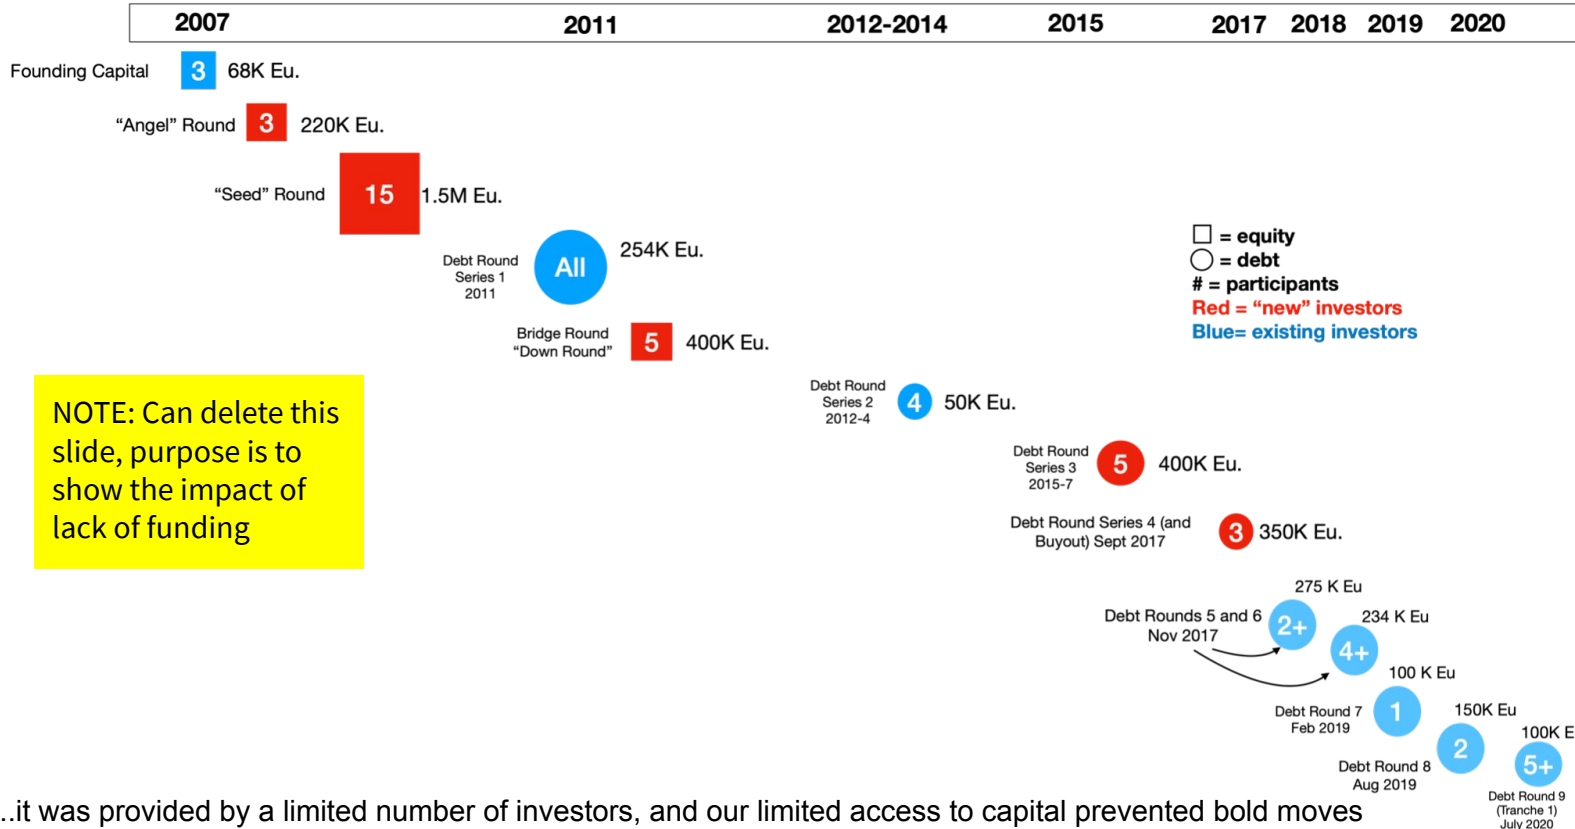 2007 2011 2012-2014 2015 2017 2018 2019 2020
Founding Capital 3 68K Eu.
“Angel” Round 3 220K Eu.
“Seed” Round 15 1.5M Eu.
Debt Round
Series 1
2011
All 254K Eu.
Bridge Round
“Down Round”
5 400K Eu.
□ = equity
○ = debt
# = participants
Red = “new” investors
Blue= existing investors
NOTE: Can delete this
slide, purpose is to
show the impact of
lack of funding
Debt Round
Series 2
2012-4
4 50K Eu.
Debt Round
Series 3
2015-7
5 400K Eu.
Debt Round Series 4 (and
Buyout) Sept 2017
3 350K Eu.
Debt Rounds 5 and 6
Nov 2017
275 K Eu
2+
234 K Eu
4+
100 K Eu
Debt Round 7
Feb 2019
1
150K Eu
Debt Round 8
Aug 2019
2
100K E
5+
Debt Round 9
(Tranche 1)
July 2020
..it was provided by a limited number of investors, and our limited access to capital prevented bold moves